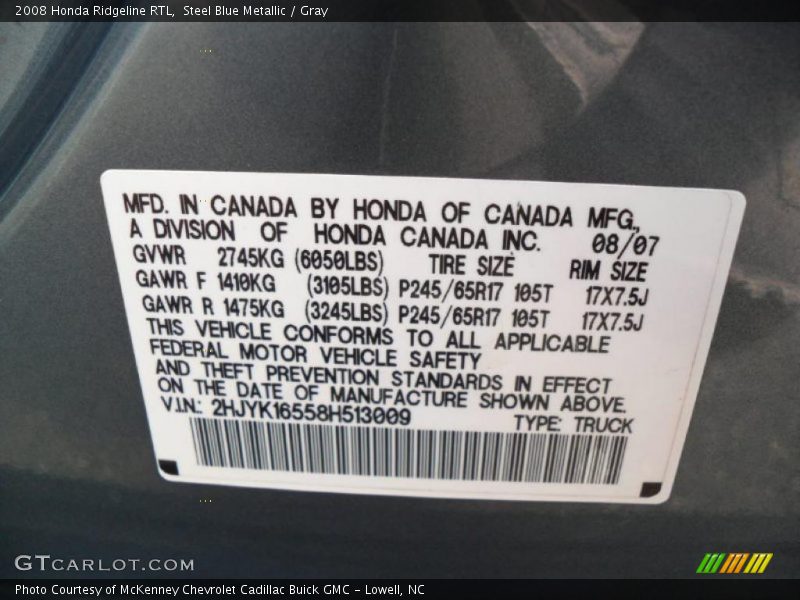 2008 Honda Ridgeline RTL, Steel Blue Metallic / Gray
MFD. IN CANADA BY HONDA OF CANADA MFG.,
A DIVISION OF HONDA CANADA INC. 08/07
GVWR 2745KG (6050LBS) TIRE SIZE RIM SIZE
GAWR F 1410KG (3105LBS) P245/65R17 105T 17X7.5J
GAWR R 1475KG (3245LBS) P245/65R17 105T 17X7.5J
THIS VEHICLE CONFORMS TO ALL APPLICABLE
FEDERAL MOTOR VEHICLE SAFETY
AND THEFT PREVENTION STANDARDS IN EFFECT
ON THE DATE OF MANUFACTURE SHOWN ABOVE.
V.I.N.: 2HJYK16558H513009 TYPE: TRUCK
GTCARLOT.COM
Photo Courtesy of McKenney Chevrolet Cadillac Buick GMC - Lowell, NC